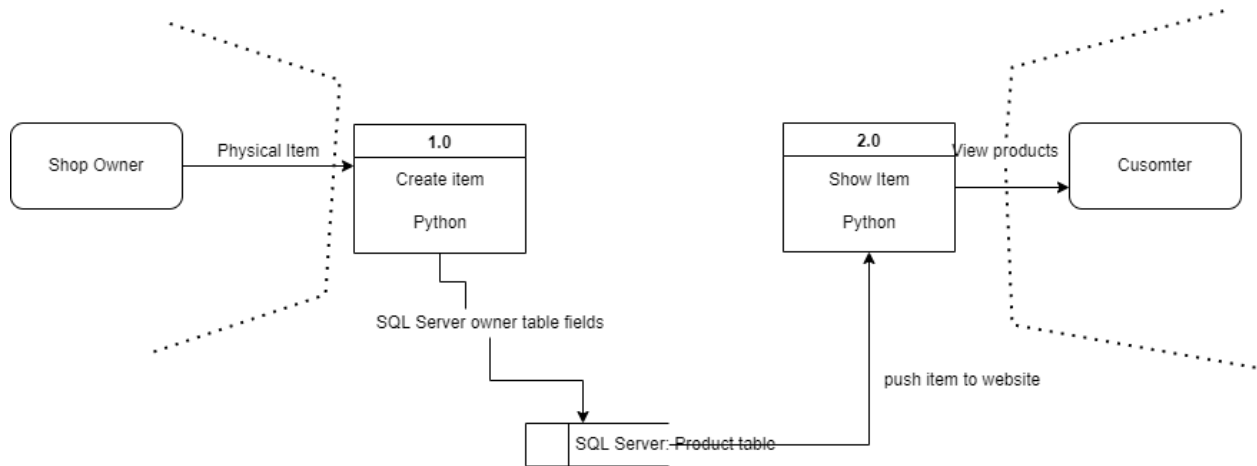 Shop Owner
Physical Item
1.0
Create item
Python
2.0
Show Item
Python
View products
Cusomter
SQL Server owner table fields
push item to website
SQL Server: Product table